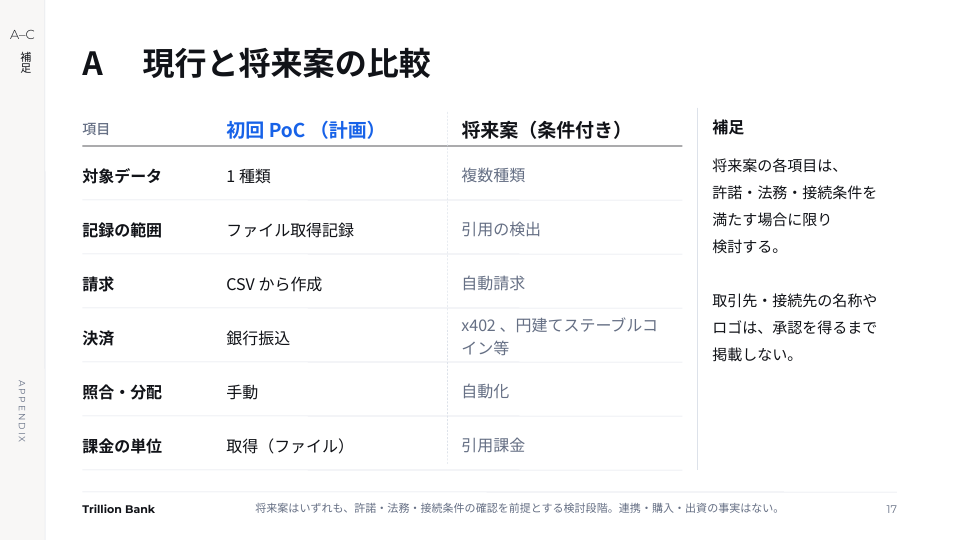 A–C
補足
APPENDIX
A 現行と将来案の比較
項目 初回 PoC （計画） 将来案（条件付き）
対象データ 1 種類 複数種類
記録の範囲 ファイル取得記録 引用の検出
請求 CSV から作成 自動請求
決済 銀行振込 x402 、円建てステーブルコ
イン等
照合・分配 手動 自動化
課金の単位 取得（ファイル） 引用課金
補足
将来案の各項目は、
許諾・法務・接続条件を
満たす場合に限り
検討する。
取引先・接続先の名称や
ロゴは、承認を得るまで
掲載しない。
Trillion Bank 将来案はいずれも、許諾・法務・接続条件の確認を前提とする検討段階。連携・購入・出資の事実はない。 17